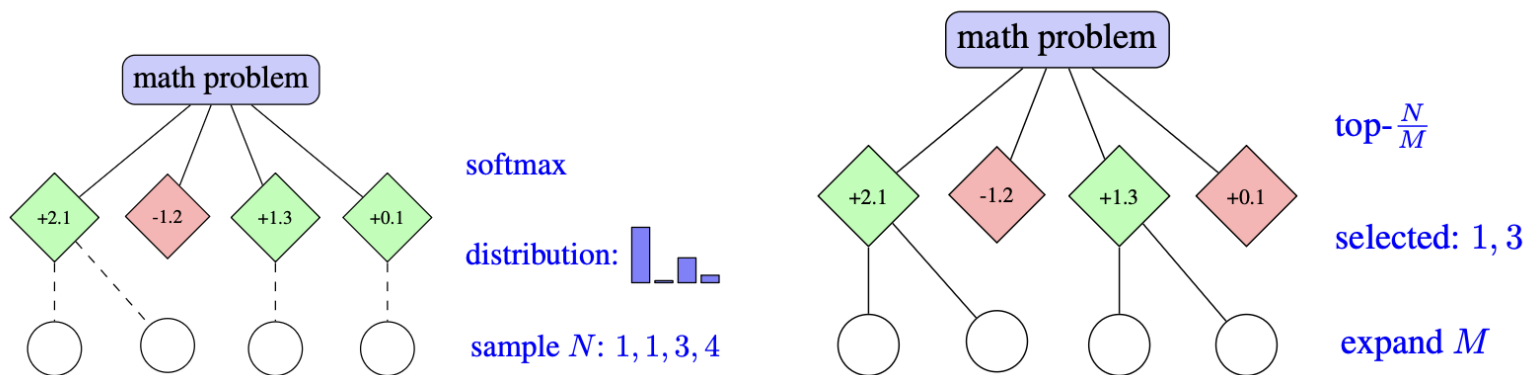 math problem
+2.1
-1.2
+1.3
+0.1
softmax
distribution:
sample N: 1, 1, 3, 4
math problem
+2.1
-1.2
+1.3
+0.1
top-N/M
selected: 1, 3
expand M